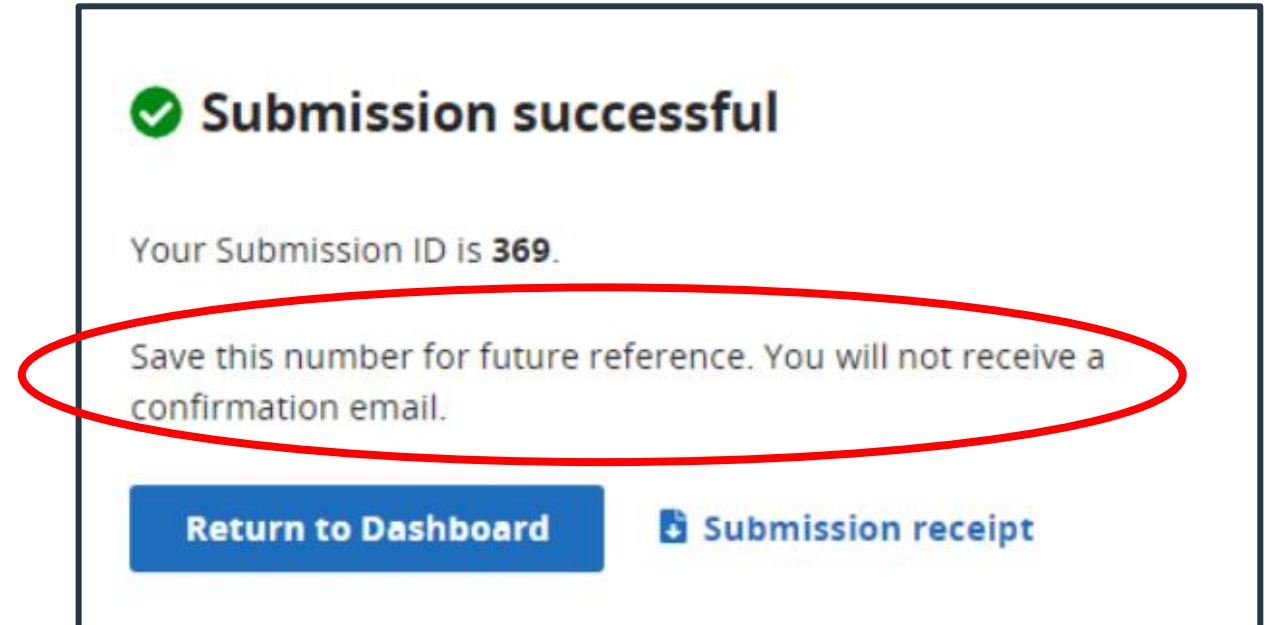 Submission successful
Your Submission ID is 369.
Save this number for future reference. You will not receive a
confirmation email.
Return to Dashboard
Submission receipt